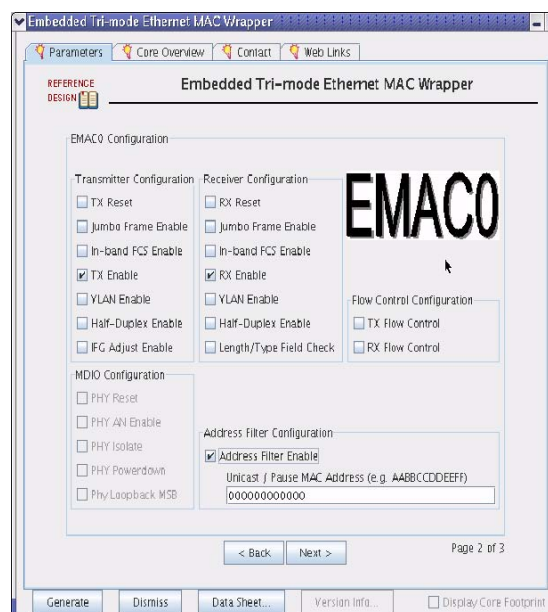 Embedded Tri-mode Ethernet MAC Wrapper
Parameters Core Overview Contact Web Links
REFERENCE
DESIGN
Embedded Tri-mode Ethernet MAC Wrapper
EMAC0 Configuration
Transmitter Configuration
TX Reset
Jumbo Frame Enable
In-band FCS Enable
TX Enable
VLAN Enable
Half-Duplex Enable
IFG Adjust Enable
Receiver Configuration
RX Reset
Jumbo Frame Enable
In-band FCS Enable
RX Enable
VLAN Enable
Half-Duplex Enable
Length/Type Field Check
EMAC0
Flow Control Configuration
TX Flow Control
RX Flow Control
MDIO Configuration
PHY Reset
PHY AN Enable
PHY Isolate
PHY Powerdown
Phy Loopback MSB
Address Filter Configuration
Address Filter Enable
Unicast / Pause MAC Address (e.g. AABBCCDDEEFF)
000000000000
< Back Next >
Page 2 of 3
Generate Dismiss Data Sheet... Version Info... Display Core Footprint